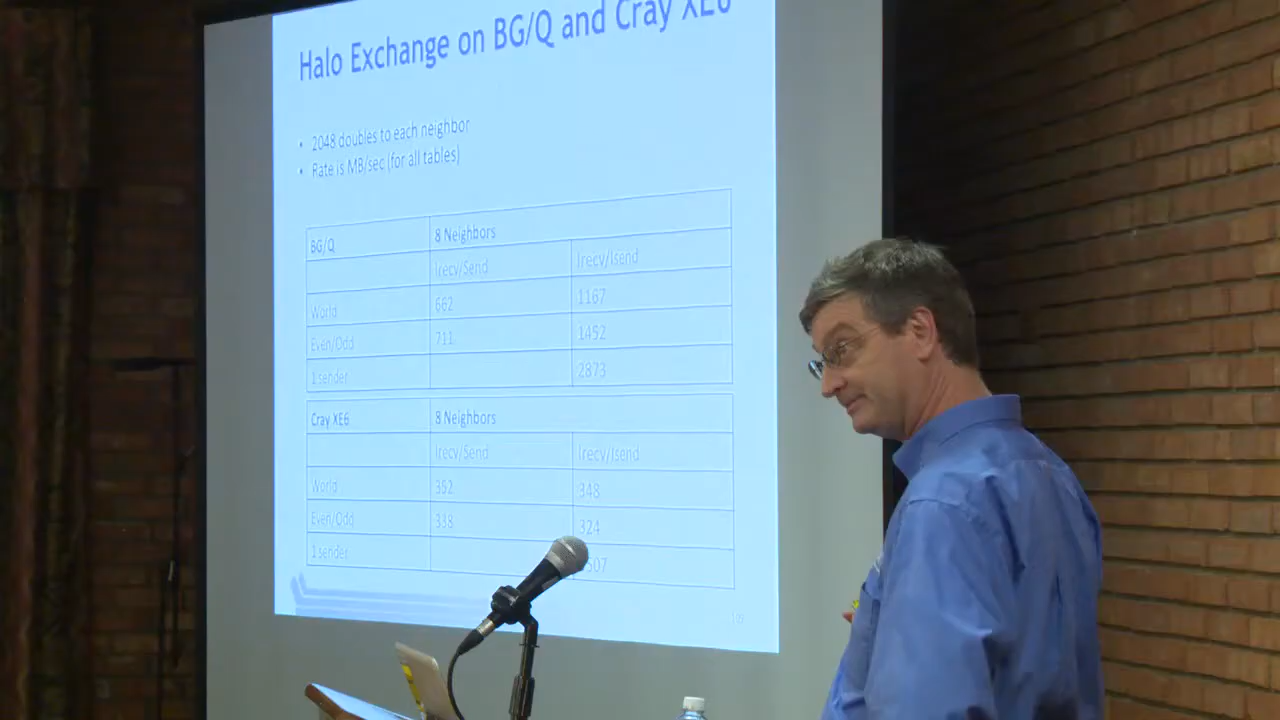 Halo Exchange on BG/Q and Cray XE6
• 2048 doubles to each neighbor
• Rate is MB/sec (for all tables)
BG/Q 8 Neighbors
Irecv/Send Irecv/Isend
World 662 1167
Even/Odd 711 1452
1 sender 2873
Cray XE6 8 Neighbors
Irecv/Send Irecv/Isend
World 352 348
Even/Odd 338 324
1 sender 507